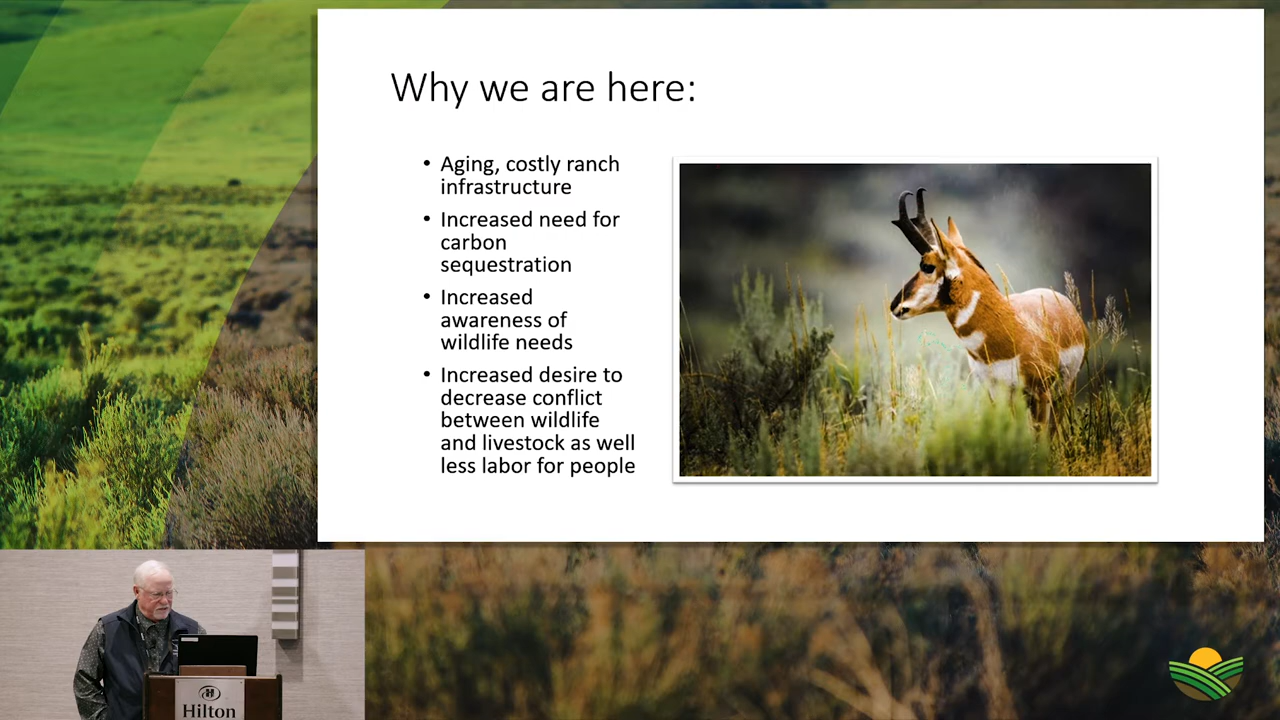 Why we are here:
• Aging, costly ranch
infrastructure
• Increased need for
carbon
sequestration
• Increased
awareness of
wildlife needs
• Increased desire to
decrease conflict
between wildlife
and livestock as well
less labor for people
Hilton